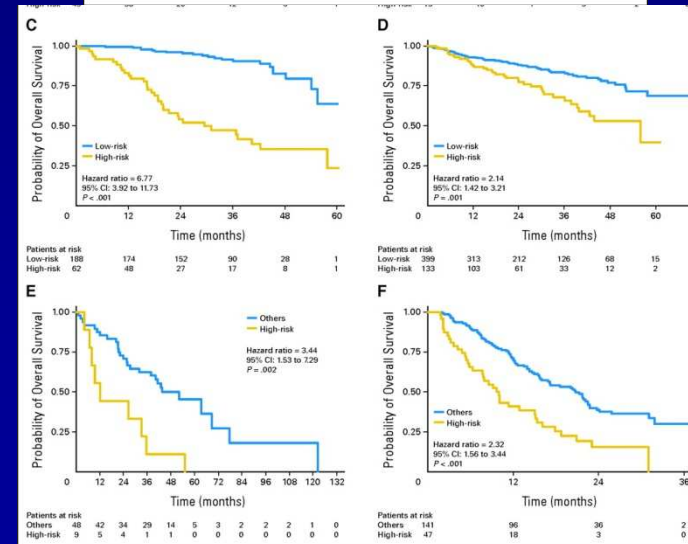 C
1.00
0.75
0.50
0.25
0
12
24
36
48
60
Probability of Overall Survival
Low-risk
High-risk
Hazard ratio = 6.77
95% CI: 3.92 to 11.73
P < .001
Time (months)
Patients at risk
Low-risk 188 174 152 90 28 1
High-risk 62 48 27 17 8 1
D
1.00
0.75
0.50
0.25
0
12
24
36
48
60
Probability of Overall Survival
Low-risk
High-risk
Hazard ratio = 2.14
95% CI: 1.42 to 3.21
P = .001
Time (months)
Patients at risk
Low-risk 399 313 212 126 68 15
High-risk 133 103 61 33 12 2
E
1.00
0.75
0.50
0.25
0 12 24 36 48 60 72 84 96 108 120 132
Probability of Overall Survival
Others
High-risk
Hazard ratio = 3.44
95% CI: 1.53 to 7.29
P = .002
Time (months)
Patients at risk
Others 48 42 34 29 14 5 3 2 2 2 1 0
High-risk 9 5 4 1 1 0 0 0 0 0 0 0
F
1.00
0.75
0.50
0.25
0
12
24
36
Probability of Overall Survival
Others
High-risk
Hazard ratio = 2.32
95% CI: 1.56 to 3.44
P < .001
Time (months)
Patients at risk
Others 141 96 36 2
High-risk 47 18 3 0